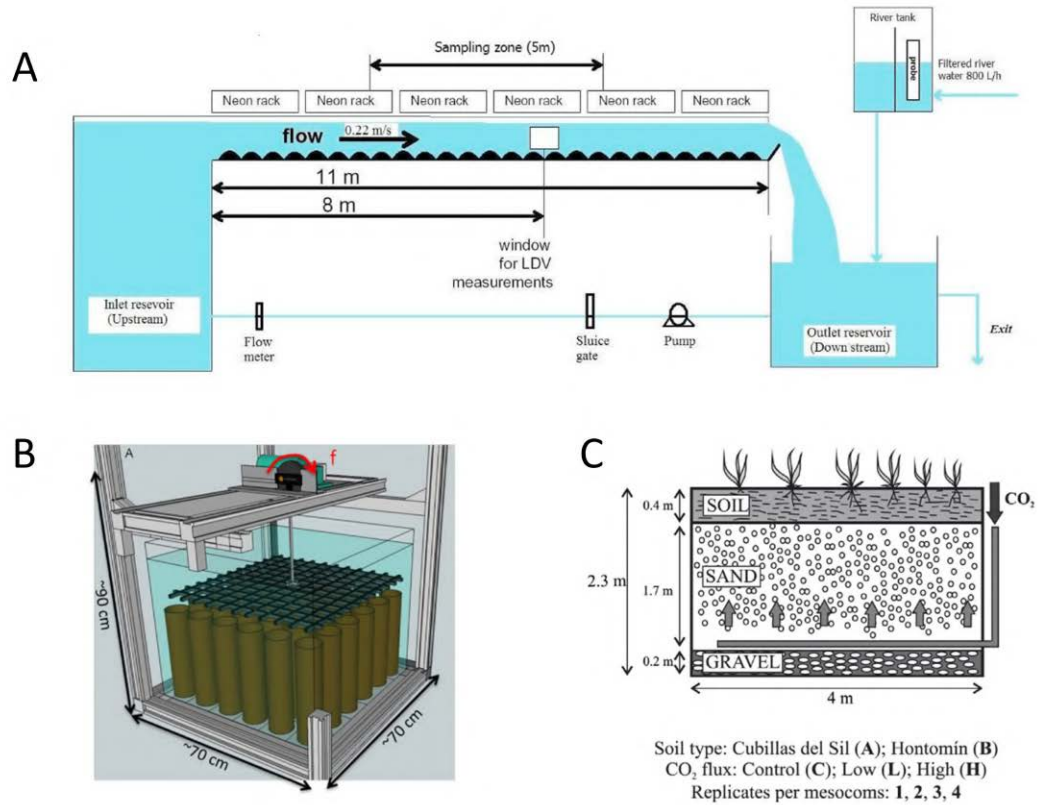 A
Sampling zone (5m)
River tank
probe
Filtered river
water 800 L/h
Neon rack
Neon rack
Neon rack
Neon rack
Neon rack
Neon rack
flow
0.22 m/s
11 m
8 m
window
for LDV
measurements
Inlet resevoir
(Upstream)
Flow
meter
Sluice
gate
Pump
Outlet reservoir
(Down stream)
Exit
B
A
f
~90 cm
~70 cm
~70 cm
C
CO₂
0.4 m
SOIL
2.3 m
1.7 m
SAND
0.2 m
GRAVEL
4 m
Soil type: Cubillas del Sil (A); Hontomín (B)
CO₂ flux: Control (C); Low (L); High (H)
Replicates per mesocoms: 1, 2, 3, 4